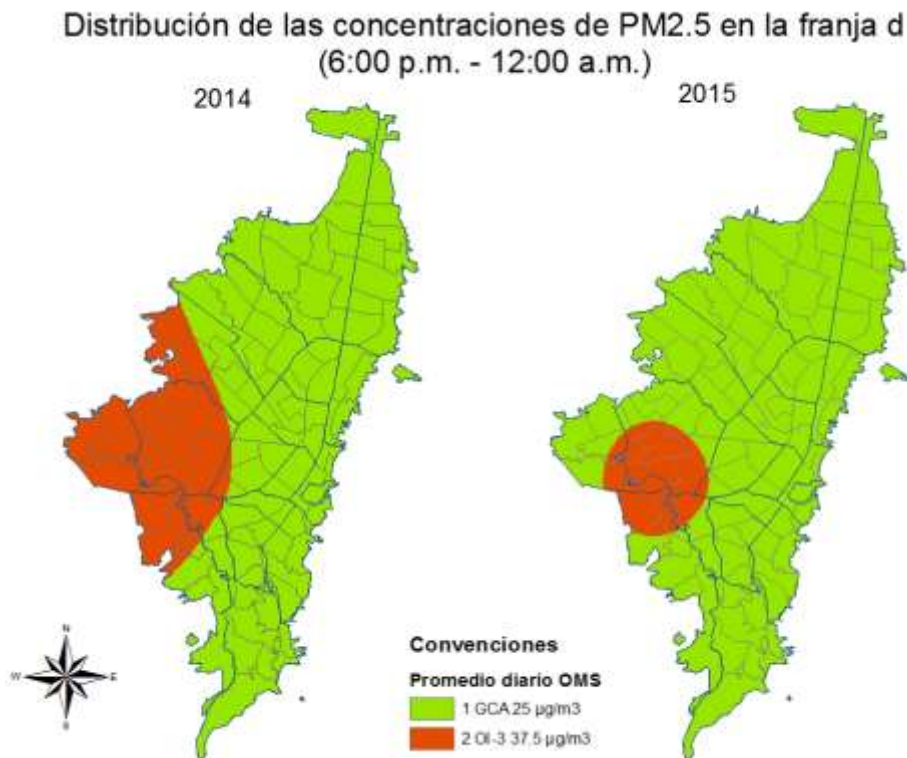 Distribución de las concentraciones de PM2.5 en la franja d
(6:00 p.m. - 12:00 a.m.)
2014
2015
N
W
E
S
Convenciones
Promedio diario OMS
1 GCA 25 µg/m3
2 OI-3 37.5 µg/m3